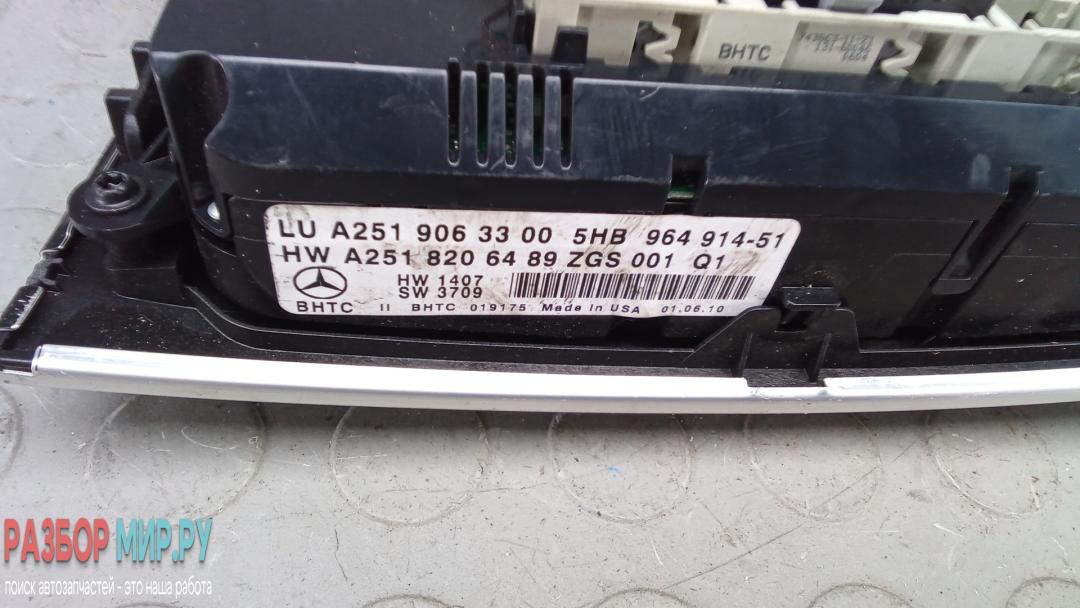 BHTC
LU A251 906 33 00 5HB 964 914-51
HW A251 820 64 89 ZGS 001 Q1
HW 1407
SW 3709
BHTC II BHTC 019175 Made in USA 01.06.10
РАЗБОР МИР.РУ
поиск автозапчастей - это наша работа